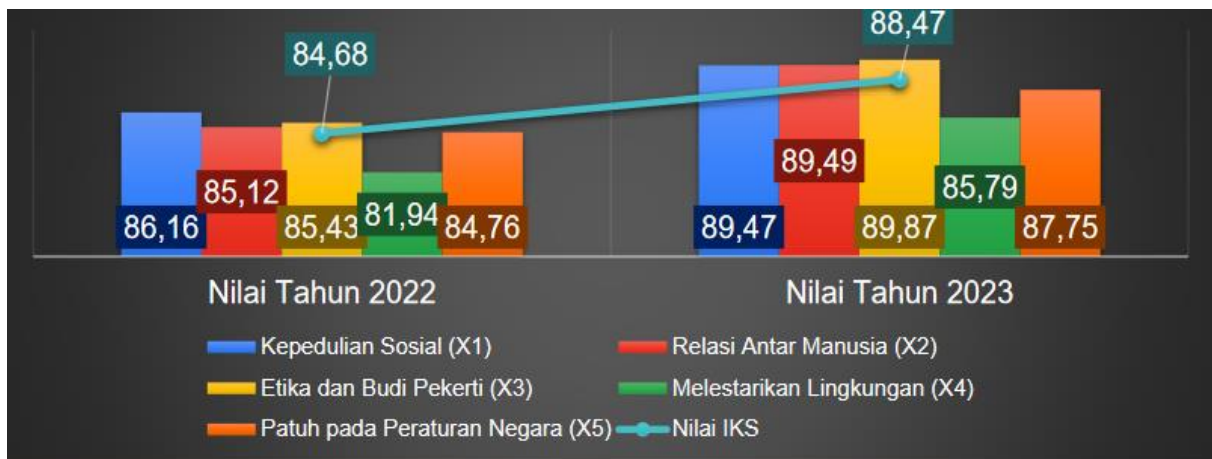 84,68
88,47
86,16
85,12
85,43
81,94
84,76
89,47
89,49
89,87
85,79
87,75
Nilai Tahun 2022
Nilai Tahun 2023
Kepedulian Sosial (X1)
Relasi Antar Manusia (X2)
Etika dan Budi Pekerti (X3)
Melestarikan Lingkungan (X4)
Patuh pada Peraturan Negara (X5)
Nilai IKS